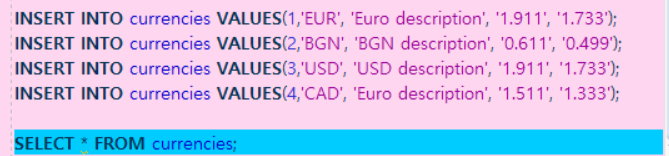 INSERT INTO currencies VALUES(1,'EUR', 'Euro description', '1.911', '1.733');
INSERT INTO currencies VALUES(2,'BGN', 'BGN description', '0.611', '0.499');
INSERT INTO currencies VALUES(3,'USD', 'USD description', '1.911', '1.733');
INSERT INTO currencies VALUES(4,'CAD', 'Euro description', '1.511', '1.333');
SELECT * FROM currencies;